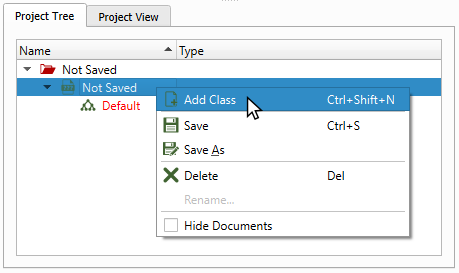 Project Tree Project View
Name Type
Not Saved
Not Saved
Default
Add Class Ctrl+Shift+N
Save Ctrl+S
Save As
Delete Del
Rename...
Hide Documents